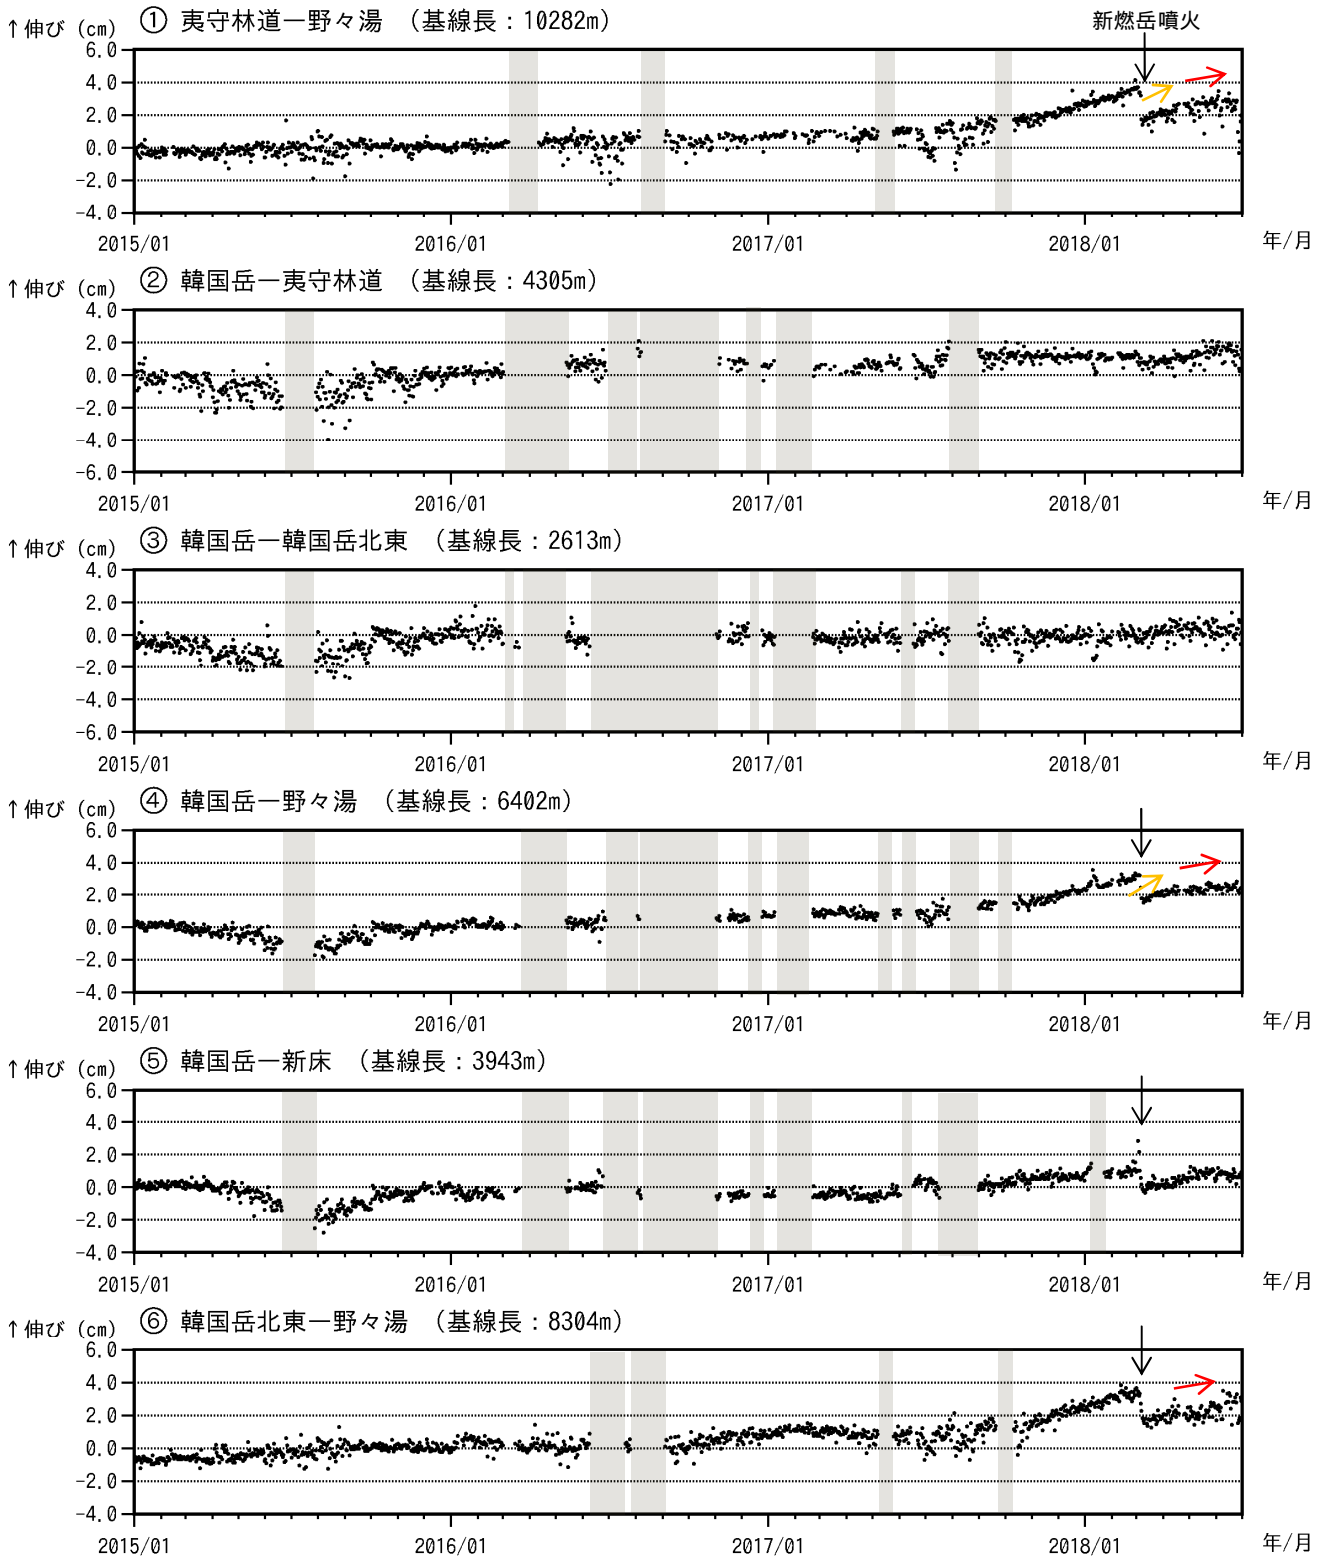 ↑伸び (cm) ① 夷守林道ー野々湯 （基線長：10282m）
新燃岳噴火
6.0
4.0
2.0
0.0
-2.0
-4.0
2015/01 2016/01 2017/01 2018/01 年/月
↑伸び (cm) ② 韓国岳ー夷守林道 （基線長：4305m）
4.0
2.0
0.0
-2.0
-4.0
-6.0
2015/01 2016/01 2017/01 2018/01 年/月
↑伸び (cm) ③ 韓国岳ー韓国岳北東 （基線長：2613m）
4.0
2.0
0.0
-2.0
-4.0
-6.0
2015/01 2016/01 2017/01 2018/01 年/月
↑伸び (cm) ④ 韓国岳ー野々湯 （基線長：6402m）
6.0
4.0
2.0
0.0
-2.0
-4.0
2015/01 2016/01 2017/01 2018/01 年/月
↑伸び (cm) ⑤ 韓国岳ー新床 （基線長：3943m）
6.0
4.0
2.0
0.0
-2.0
-4.0
2015/01 2016/01 2017/01 2018/01 年/月
↑伸び (cm) ⑥ 韓国岳北東ー野々湯 （基線長：8304m）
6.0
4.0
2.0
0.0
-2.0
-4.0
2015/01 2016/01 2017/01 2018/01 年/月